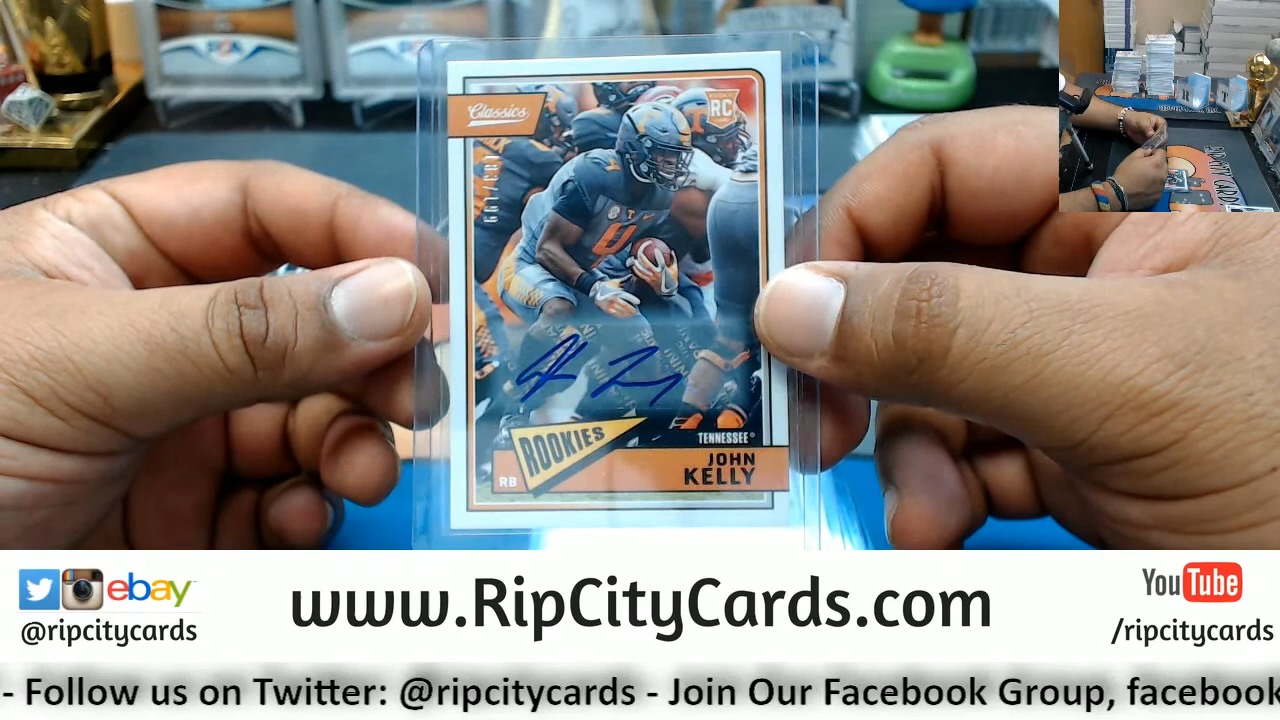 Classics
RC
TENNESSEE
ROOKIES
RB
JOHN
KELLY
ebay
@ripcitycards
www.RipCityCards.com
YouTube
/ripcitycards
- Follow us on Twitter: @ripcitycards - Join Our Facebook Group, facebook